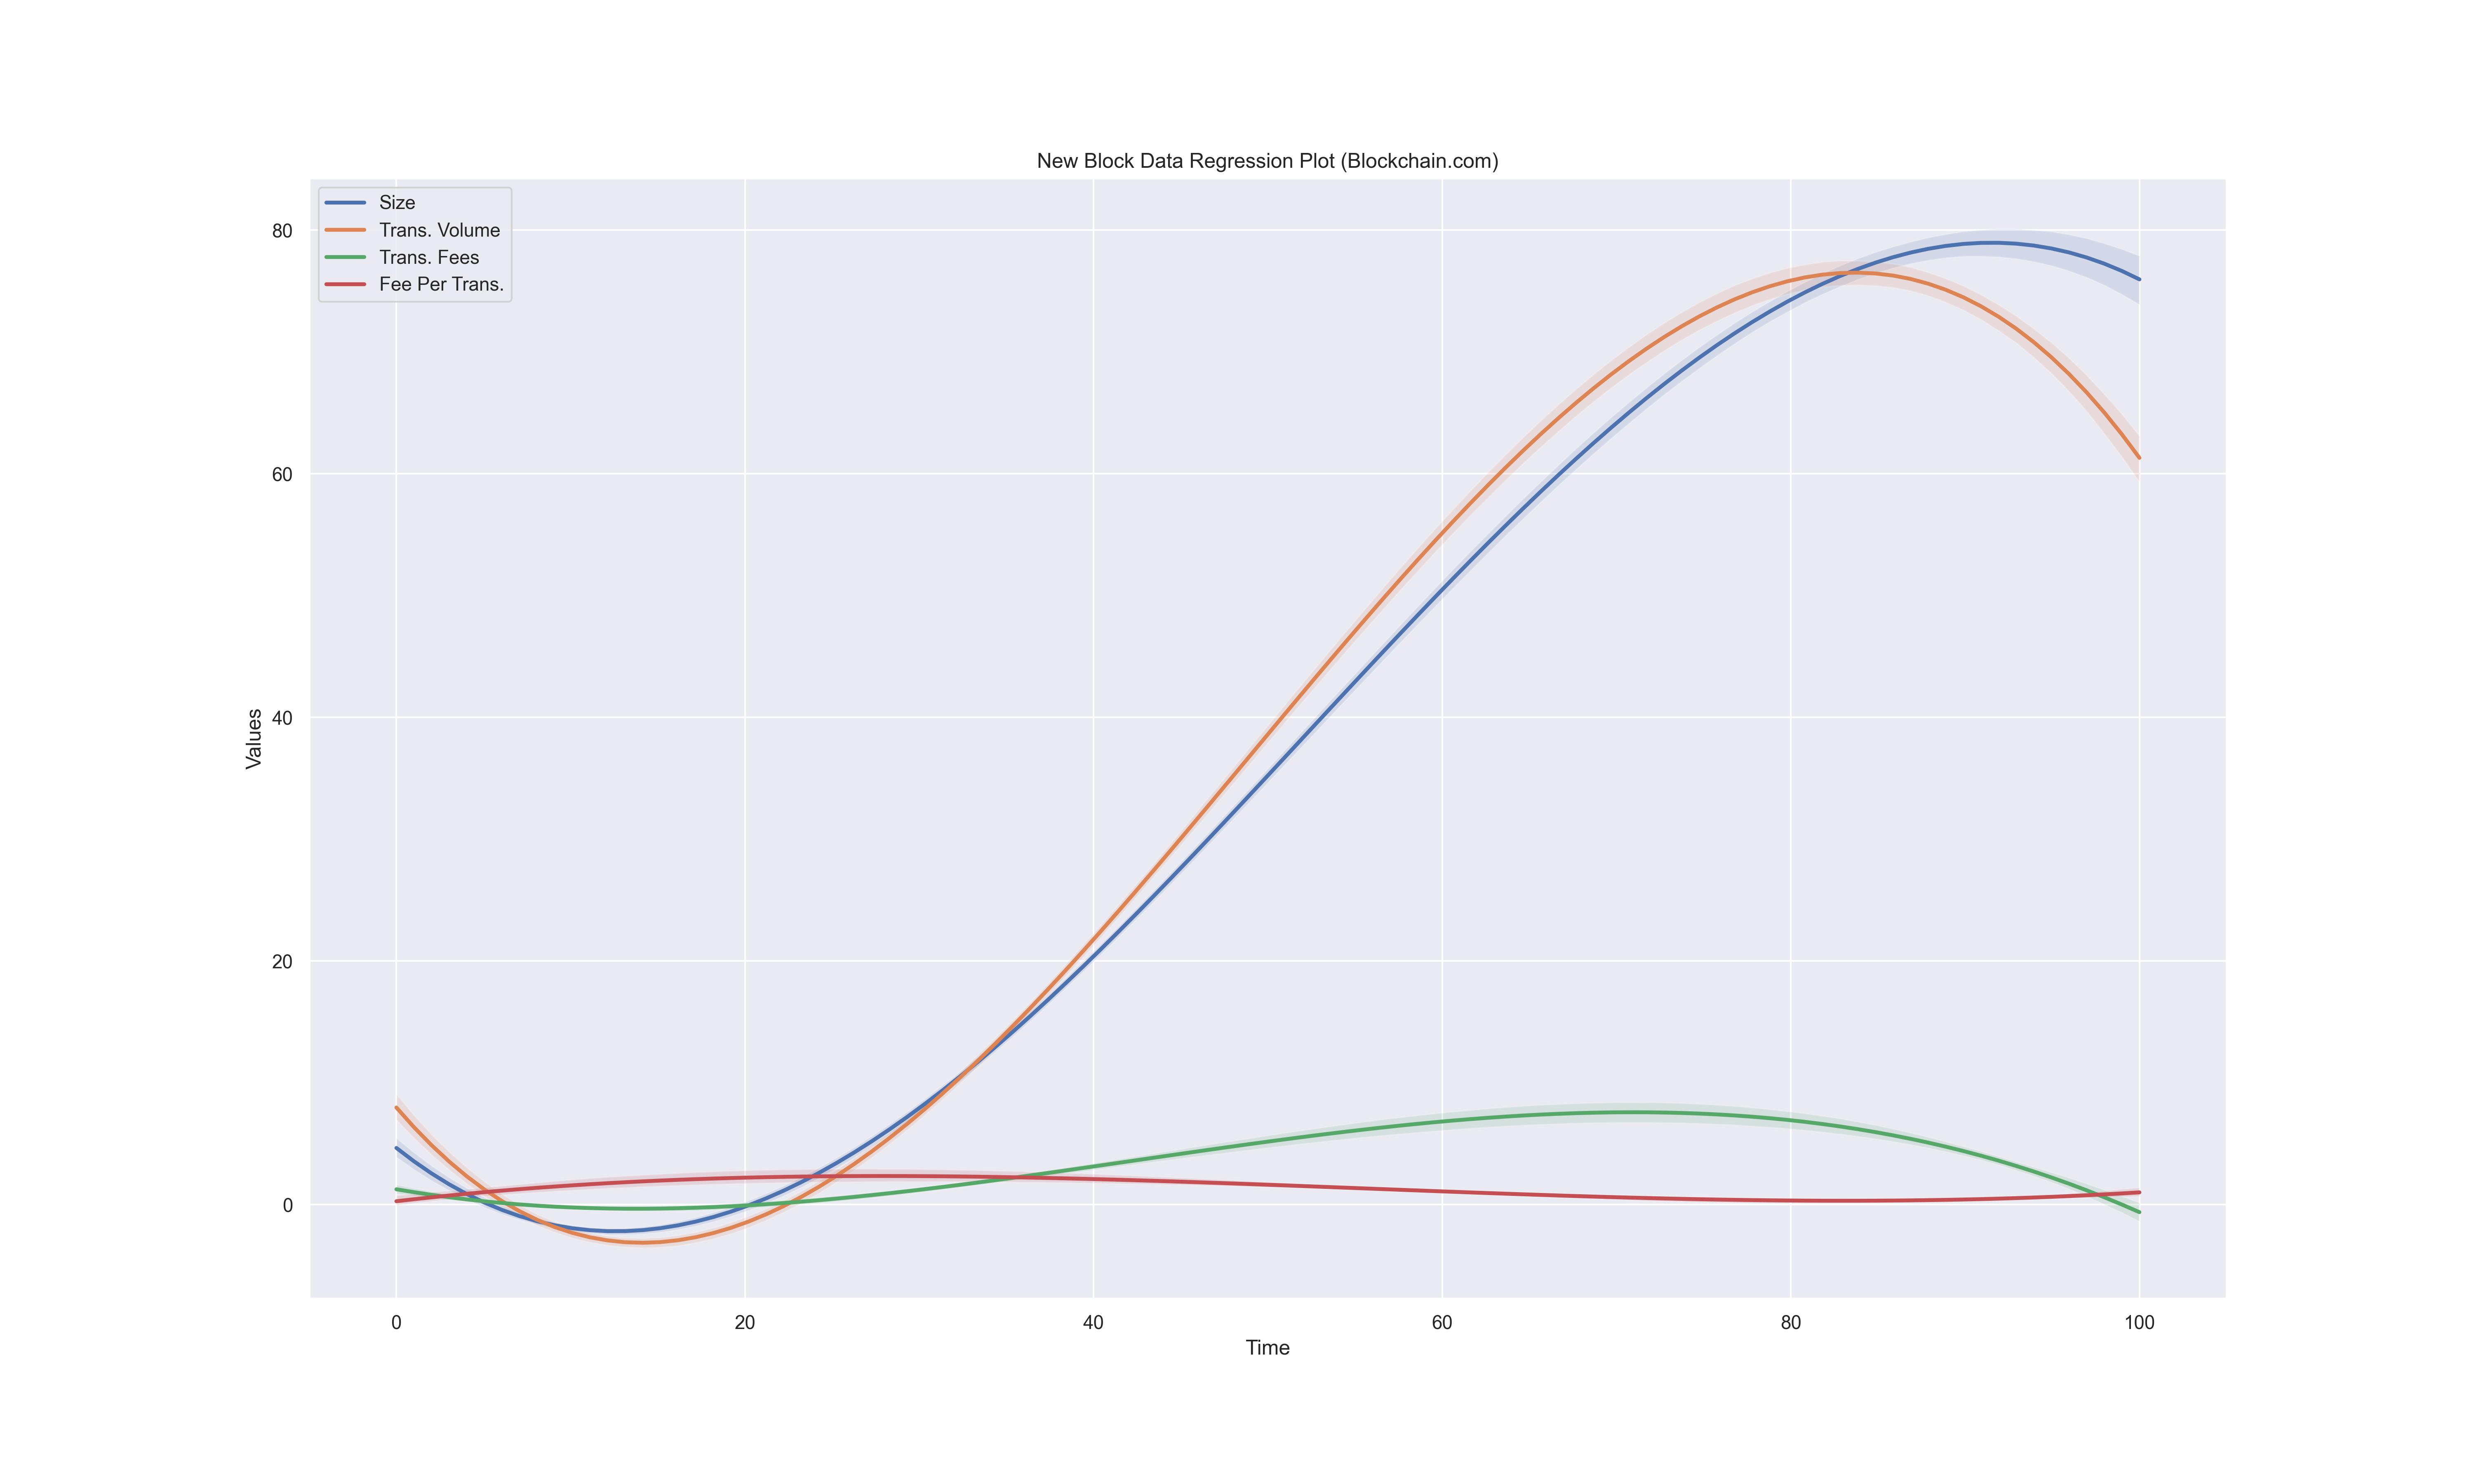 New Block Data Regression Plot (Blockchain.com)
Size
Trans. Volume
Trans. Fees
Fee Per Trans.
80
60
40
20
0
Values
0 20 40 60 80 100
Time